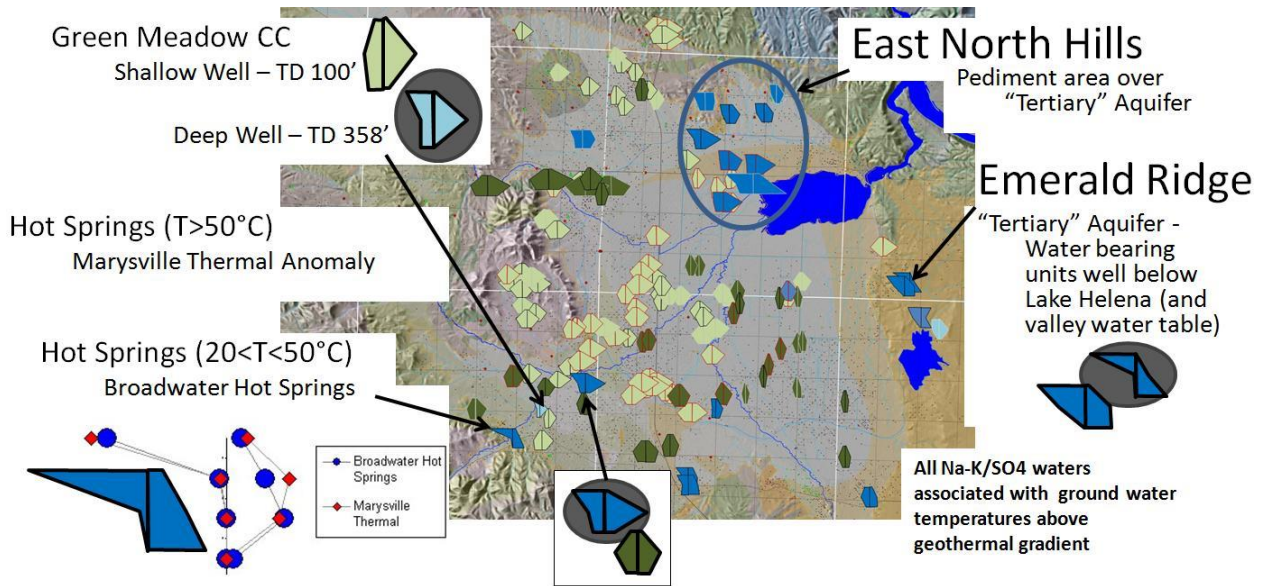 Green Meadow CC
Shallow Well – TD 100’
Deep Well – TD 358’
Hot Springs (T>50°C)
Marysville Thermal Anomaly
Hot Springs (20<T<50°C)
Broadwater Hot Springs
Broadwater Hot
Springs
Marysville
Thermal
East North Hills
Pediment area over
“Tertiary” Aquifer
Emerald Ridge
“Tertiary” Aquifer -
Water bearing
units well below
Lake Helena (and
valley water table)
All Na-K/SO4 waters
associated with ground water
temperatures above
geothermal gradient